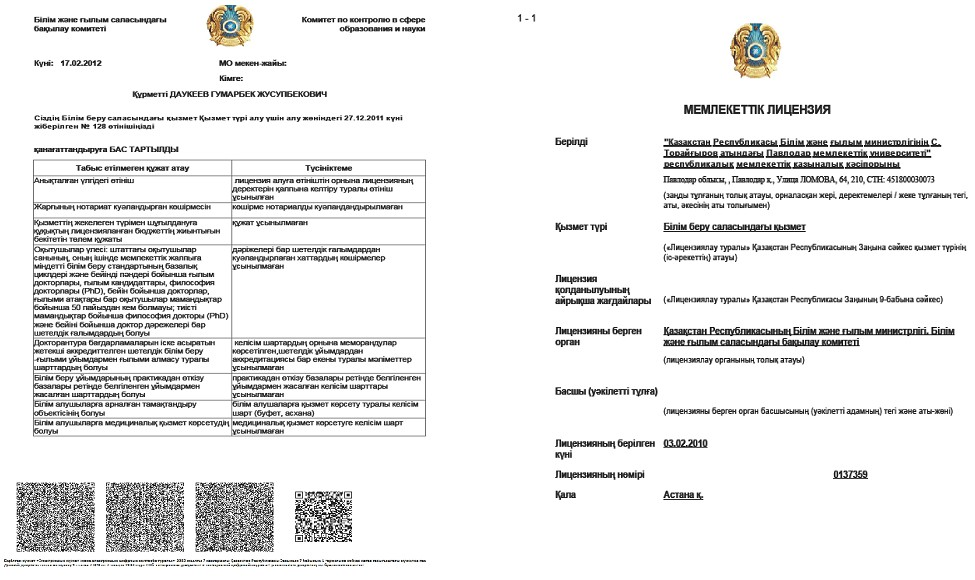 Білім және ғылым саласындағы
бақылау комитеті
Комитет по контролю в сфере
образования и науки
Күні: 17.02.2012
МО мекен-жайы:
Кімге:
Құрметті ДАУКЕЕВ ГУМАРБЕК ЖУСУПБЕКОВИЧ
Сіздің Білім беру саласындағы қызмет Қызмет түрі алу үшін алу жөніндегі 27.12.2011 күні
жіберілген № 128 өтінішіңізді
қанағаттандыруға БАС ТАРТЫЛДЫ
Табыс етілмеген құжат атау
Түсініктеме
Анықталған үлгідегі өтініш
лицензия алуға өтініштін орнына лицензияның
деректерін қалпына келтіру туралы өтініш
ұсынылған
Жарғының нотариат куәландырған көшірмесін
көшірме нотариалды куәландандырылмаған
Қызметтің жекелеген түрімен шұғылдануға
құқықтың лицензияланған бюджеттің жиынтығын
бекітетін төлем құжаты
құжат ұсынылмаған
Оқытушылар үлесі: штаттағы оқытушылар
санының, оның ішінде мемлекеттік жалпыға
міндетті білім беру стандартының базалық
циклдері және бейінді пәндері бойынша ғылым
докторлары, ғылым кандидаттары, философия
докторлары (PhD), бейін бойынша докторлар,
ғылыми атақтары бар оқытушылар мамандықтар
бойынша 50 пайыздан кем болмауы; тиісті
мамандықтар бойынша философия докторы (PhD)
және бейіні бойынша доктор дәрежелері бар
шетелдік ғалымдардың болуы
дәріжелері бар шетелдік ғалымдардан
куәландырлаған хаттардың көшірмелер
ұсынылмаған
Докторантура бағдарламаларын іске асыратын
жетекші аккредиттелген шетелдік білім беру
-ғылыми ұйымдармен ғылыми алмасу туралы
шарттардың болуы
келісім шартардың орнына меморандулар
көрсетілген,шетелдік ұйымдардан
аккредитациясы бар екены туралы мәліметтер
ұсынылмаған
Білім беру ұйымдарының практикадан өткізу
базалары ретінде белгіленген ұйымдармен
жасалған шарттардың болуы
практикадан өткізу базалары ретінде белгіленген
ұйымдармен жасалған келісім шарттары
ұсынылмаған
Білім алушыларға арналған тамақтандыру
объектісінің болуы
білім алушаларға қызмет көрсету туралы келісім
шарт (буфет, асхана)
Білім алушыларға медициналық қызмет көрсетудің
болуы
медициналық қызмет көрсетуге келісім шарт
ұсынылмаған
1 - 1
МЕМЛЕКЕТТІК ЛИЦЕНЗИЯ
Берілді
"Қазақстан Республикасы Білім және ғылым министрлігінің С.
Торайғыров атындағы Павлодар мемлекеттік университеті"
республикалық мемлекеттік қазыналық кәсіпорыны
Павлодар облысы, , Павлодар қ., Улица ЛОМОВА, 64, 210, СТН: 451800030073
(заңды тұлғаның толық атауы, орналасқан жері, деректемелері / жеке тұлғаның тегі,
аты, әкесінің аты толығымен)
Қызмет түрі
Білім беру саласындағы қызмет
(«Лицензиялау туралы» Қазақстан Республикасының Заңына сәйкес қызмет түрінің
(іс-әрекеттің) атауы)
Лицензия
қолданылуының
айрықша жағдайлары
(«Лицензиялау туралы» Қазақстан Республикасы Заңының 9-бабына сәйкес)
Лицензияны берген
орган
Қазақстан Республикасының Білім және ғылым министрлігі. Білім
және ғылым саласындағы бақылау комитеті
(лицензиялау органының толық атауы)
Басшы (уәкілетті тұлға)
(лицензияны берген орган басшысының (уәкілетті адамның) тегі және аты-жөні)
Лицензияның берілген
күні
03.02.2010
Лицензияның нөмірі
0137359
Қала
Астана қ.